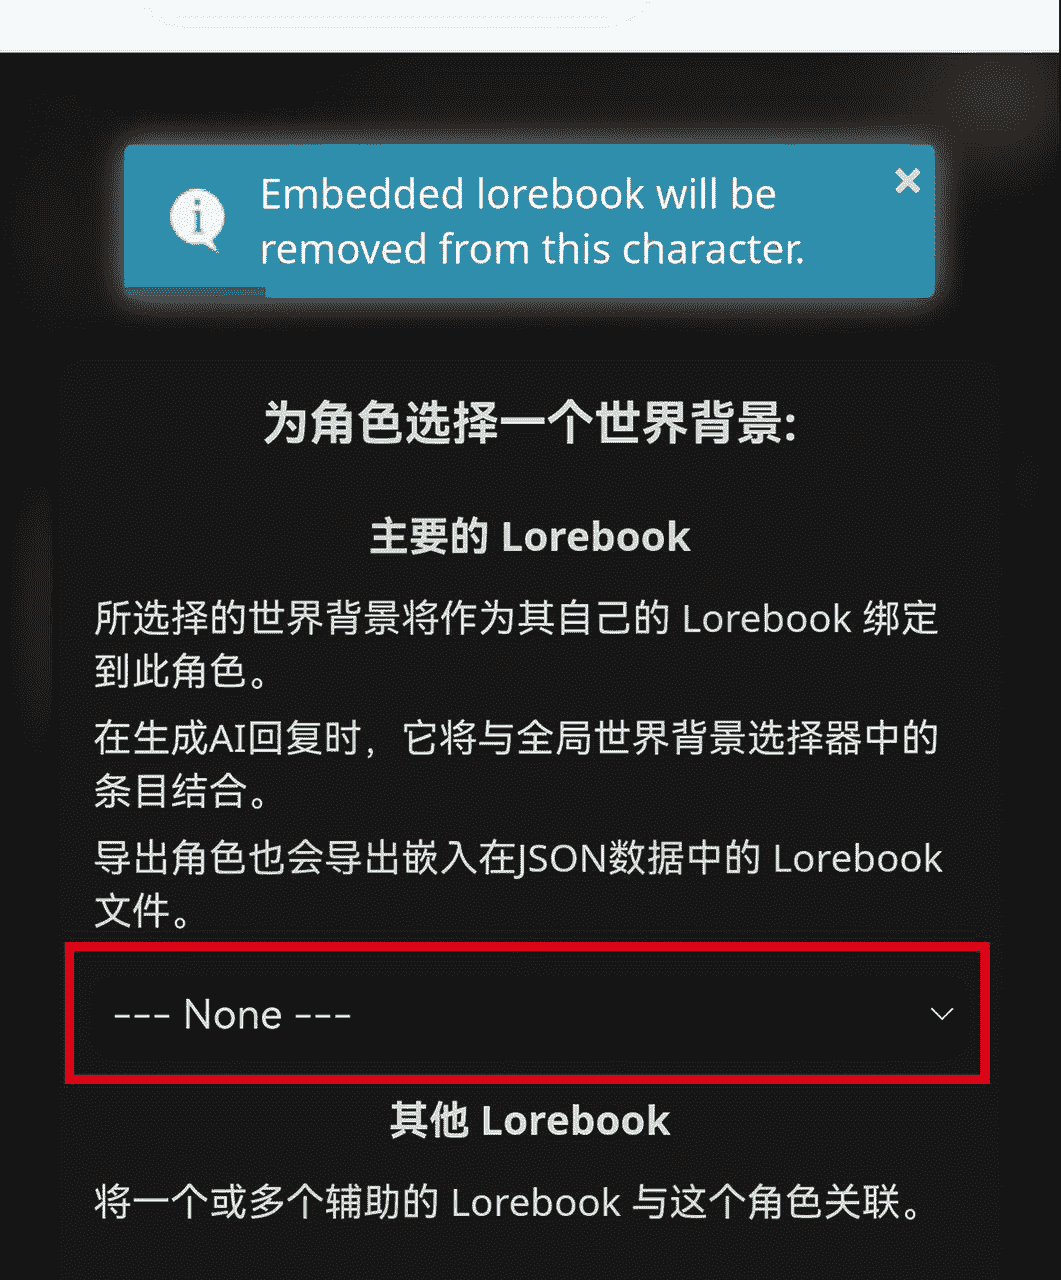 Embedded lorebook will be
removed from this character.
为角色选择一个世界背景:
主要的 Lorebook
所选择的世界背景将作为其自己的 Lorebook 绑定
到此角色。
在生成AI回复时，它将与全局世界背景选择器中的
条目结合。
导出角色也会导出嵌入在JSON数据中的 Lorebook
文件。
--- None ---
其他 Lorebook
将一个或多个辅助的 Lorebook 与这个角色关联。